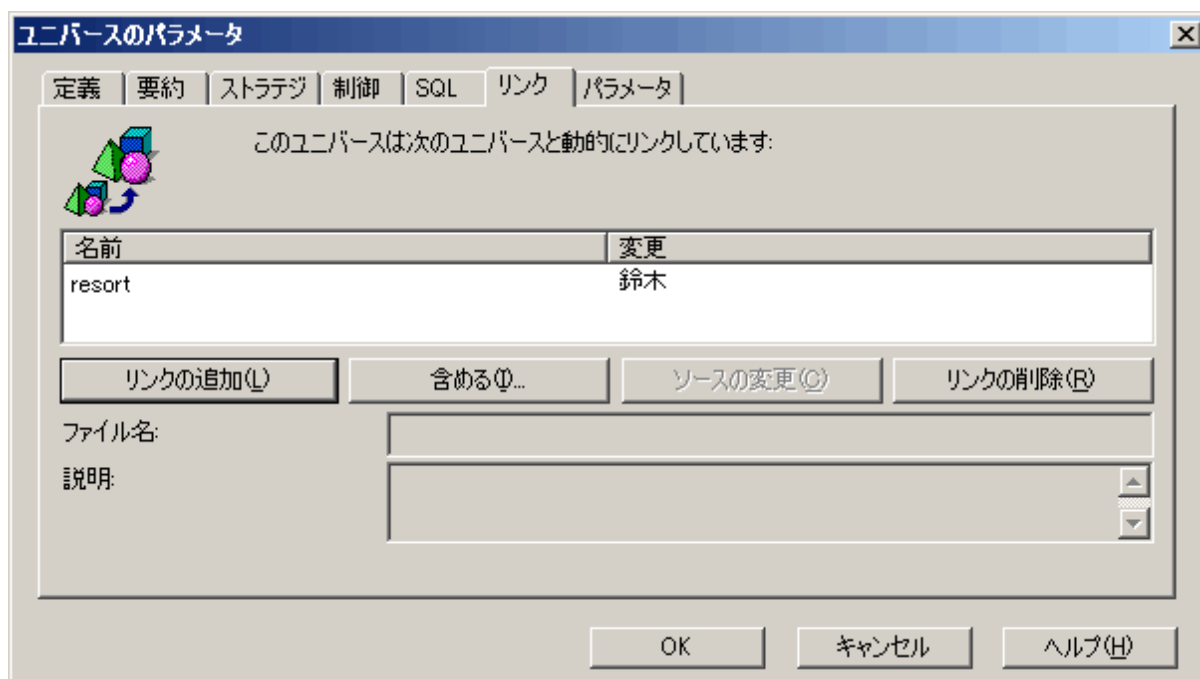 ユニバースのパラメータ
定義 要約 ストラテジ 制御 SQL リンク パラメータ
このユニバースは次のユニバースと動的にリンクしています:
名前 変更
resort 鈴木
リンクの追加(L) 含める(I)... ソースの変更(C) リンクの削除(R)
ファイル名:
説明:
OK キャンセル ヘルプ(H)